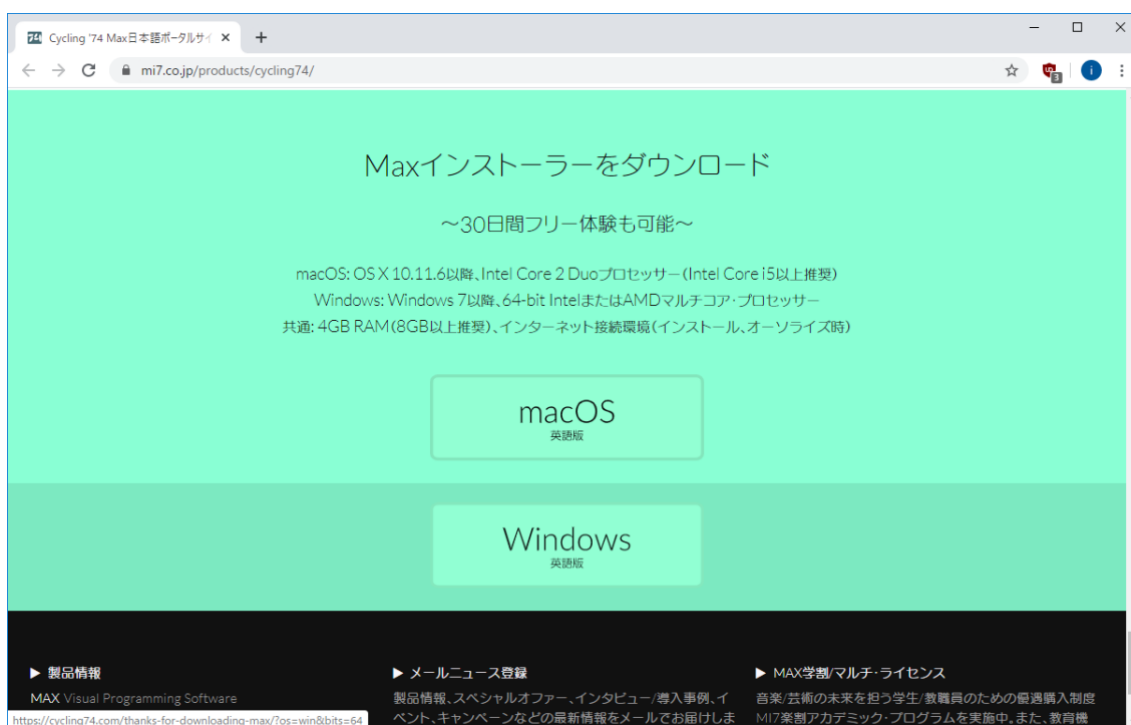 Cycling '74 Max日本語ポータルサイ
mi7.co.jp/products/cycling74/
3
i
Maxインストーラーをダウンロード
～30日間フリー体験も可能～
macOS: OS X 10.11.6以降、Intel Core 2 Duoプロセッサー(Intel Core i5以上推奨)
Windows: Windows 7以降、64-bit IntelまたはAMDマルチコア・プロセッサー
共通: 4GB RAM(8GB以上推奨)、インターネット接続環境(インストール、オーソライズ時)
macOS
英語版
Windows
英語版
▶ 製品情報
MAX Visual Programming Software
▶ メールニュース登録
製品情報、スペシャルオファー、インタビュー/導入事例、イ
ベント、キャンペーンなどの最新情報をメールでお届けしま
▶ MAX学割/マルチ・ライセンス
音楽/芸術の未来を担う学生/教職員のための優遇購入制度
MI7楽割アカデミック・プログラムを実施中。また、教育機
https://cycling74.com/thanks-for-downloading-max/?os=win&bits=64